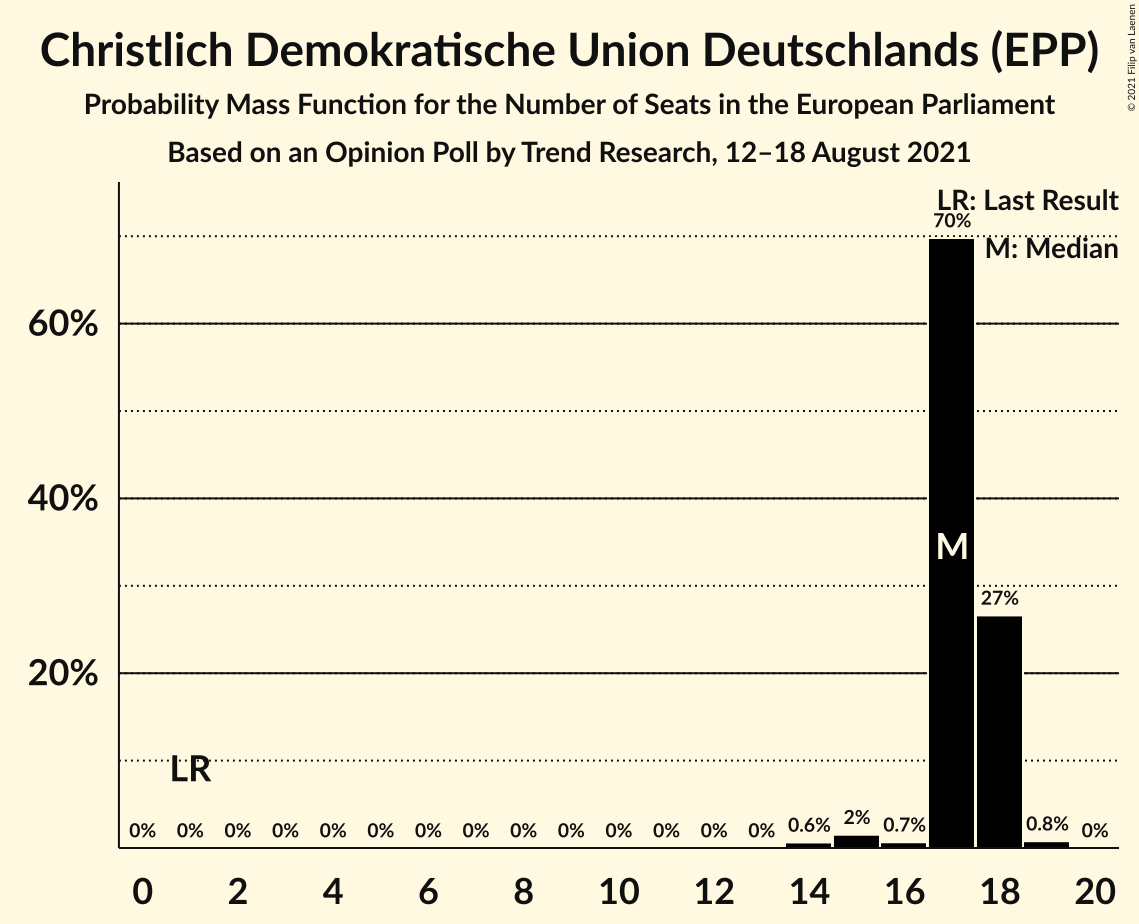 Christlich Demokratische Union Deutschlands (EPP)
Probability Mass Function for the Number of Seats in the European Parliament
Based on an Opinion Poll by Trend Research, 12–18 August 2021
© 2021 Filip van Laenen
LR: Last Result
70%
M: Median
60%
40%
M
27%
20%
LR
0% 0% 0% 0% 0% 0% 0% 0% 0% 0% 0% 0% 0% 0% 0.6% 2% 0.7% 0.8% 0%
0 2 4 6 8 10 12 14 16 18 20